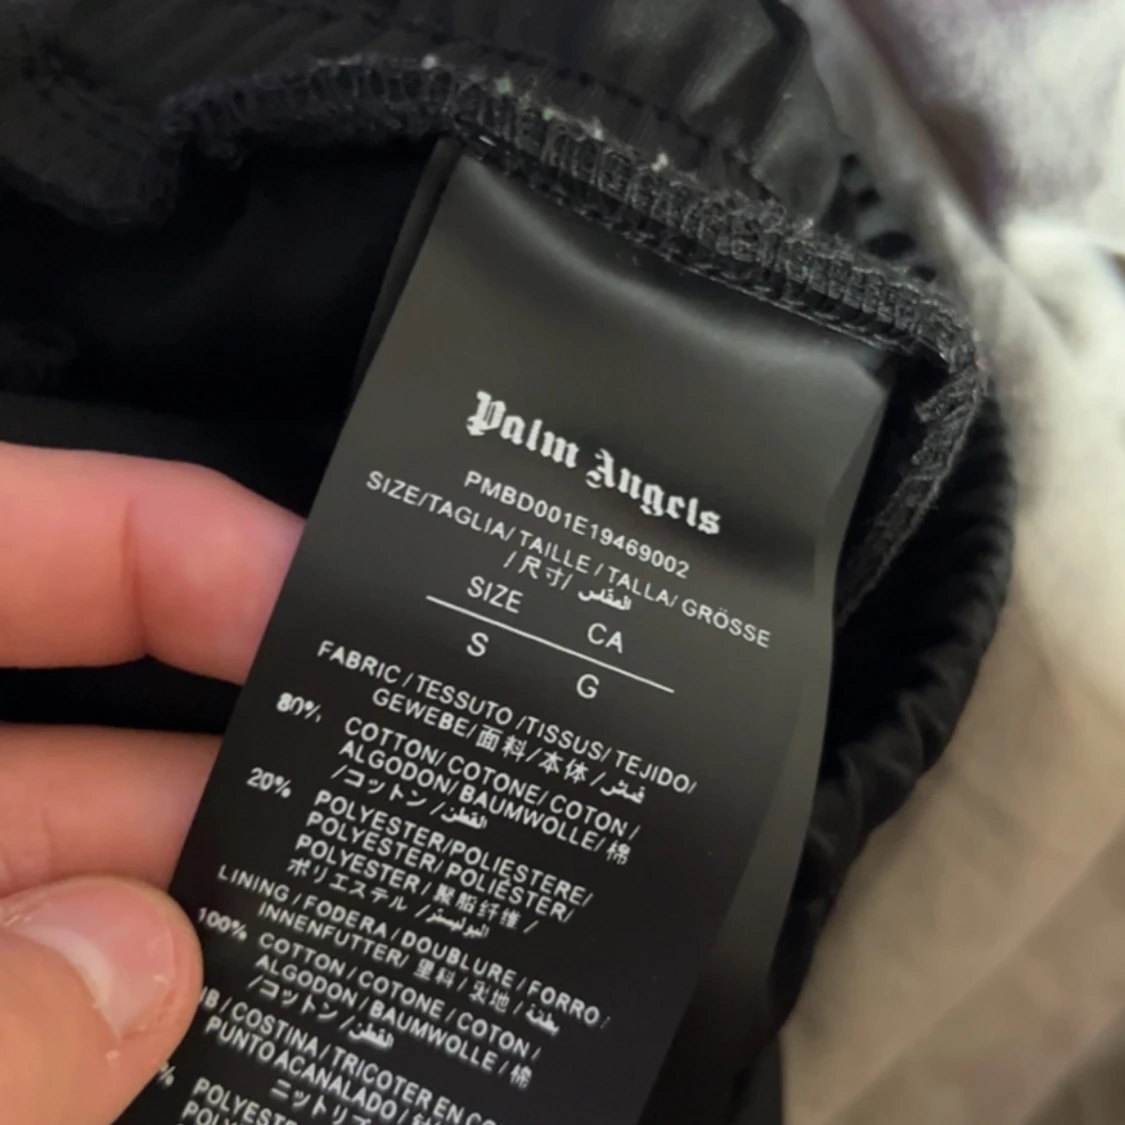 Palm Angels
PMBD001E19469002
SIZE/TAGLIA/TAILLE/TALLA/GRÖSSE
/尺寸/ المقاس
SIZE CA
S G
FABRIC/TESSUTO/TISSUS/TEJIDO/
GEWEBE/面料/本体/ قماش
80% COTTON/COTONE/COTON/
ALGODON/BAUMWOLLE/棉
/コットン/ القطن
20% POLYESTER/POLIESTERE/
POLYESTER/POLIÉSTER/
POLYESTER/聚酯纤维/
ポリエステル/ البوليستر
LINING/FODERA/DOUBLURE/FORRO/
INNENFUTTER/里料/ بطانة
100% COTTON/COTONE/COTON/
ALGODON/BAUMWOLLE/棉
/コットン/ القطن
/COSTINA/TRICOTER EN CO
PUNTO ACANALADO/
ニットリブ
% POLYEST
POLY